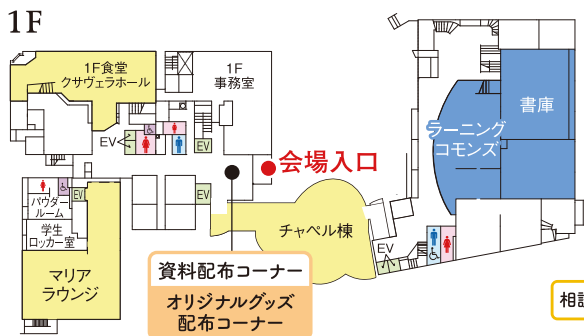 1F
1F食堂
クサヴェラホール
1F
事務室
EV
EV
会場入口
書庫
ラーニング
コモンズ
パウダー
ルーム
EV
EV
学生
ロッカー室
マリア
ラウンジ
チャペル棟
EV
資料配布コーナー
オリジナルグッズ
配布コーナー
相談